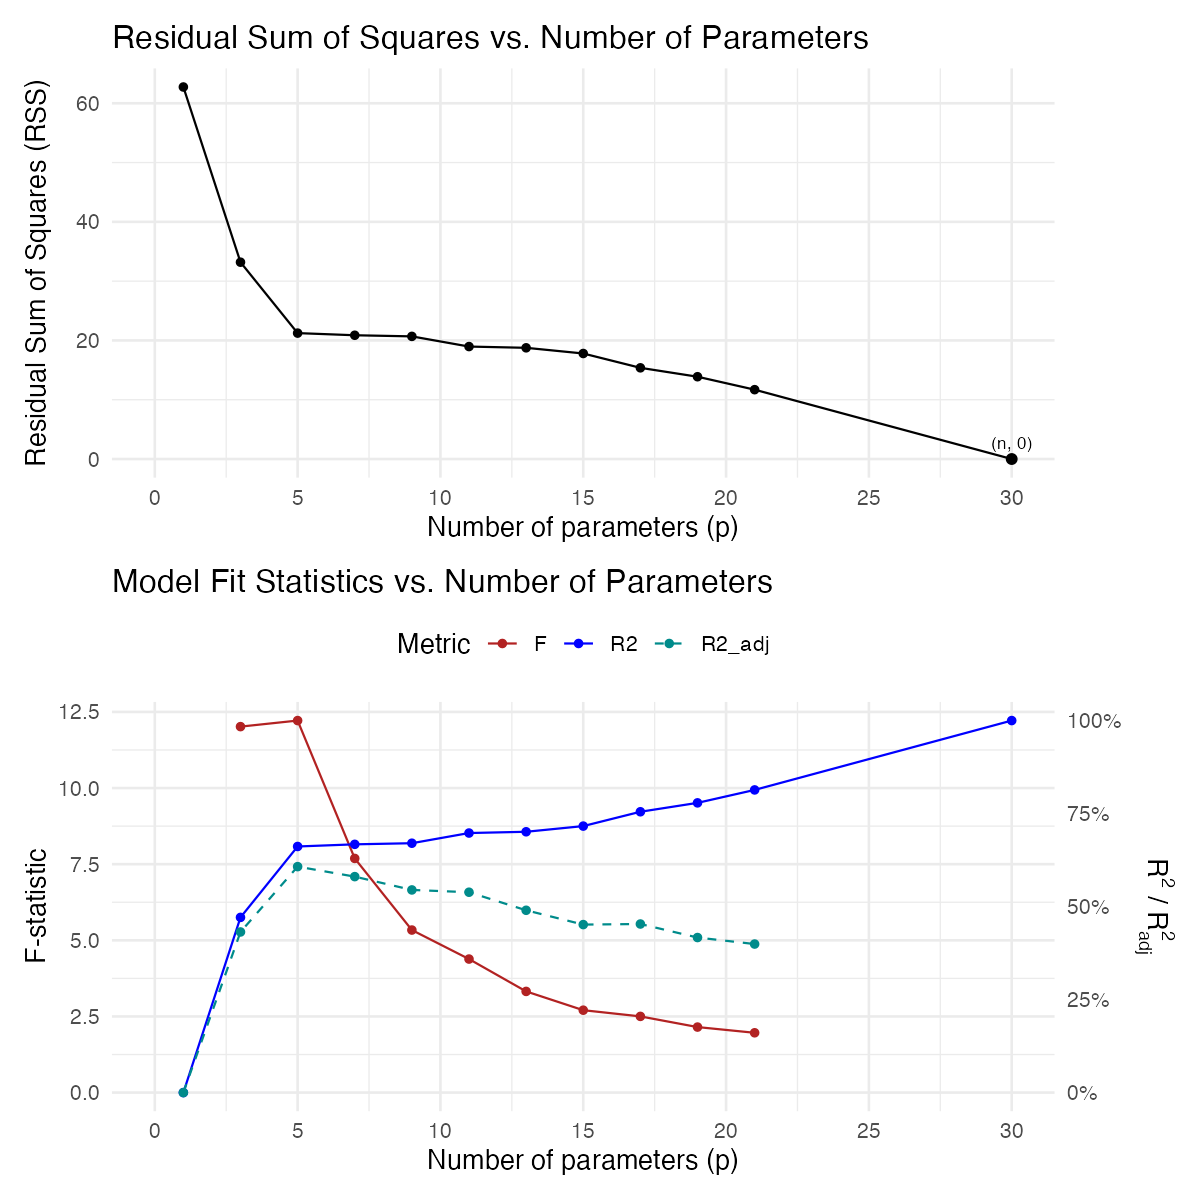 Residual Sum of Squares vs. Number of Parameters
Residual Sum of Squares (RSS)
60
40
20
0
(n, 0)
0 5 10 15 20 25 30
Number of parameters (p)
Model Fit Statistics vs. Number of Parameters
Metric F R2 R2_adj
F-statistic
12.5
10.0
7.5
5.0
2.5
0.0
100%
75%
50%
25%
0%
R² / R²adj
0 5 10 15 20 25 30
Number of parameters (p)